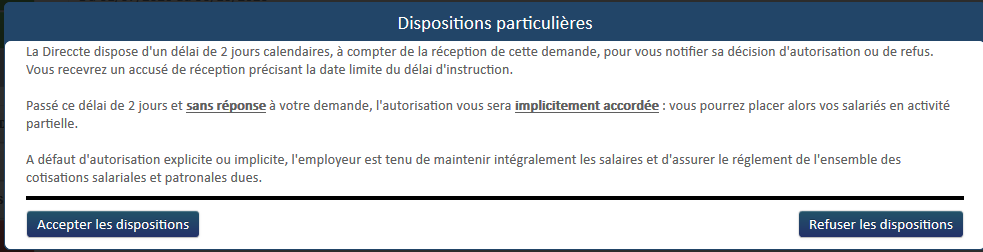 Dispositions particulières
La Direccte dispose d'un délai de 2 jours calendaires, à compter de la réception de cette demande, pour vous notifier sa décision d'autorisation ou de refus.
Vous recevrez un accusé de réception précisant la date limite du délai d'instruction.
Passé ce délai de 2 jours et sans réponse à votre demande, l'autorisation vous sera implicitement accordée : vous pourrez placer alors vos salariés en activité
partielle.
A défaut d'autorisation explicite ou implicite, l'employeur est tenu de maintenir intégralement les salaires et d'assurer le réglement de l'ensemble des
cotisations salariales et patronales dues.
Accepter les dispositions
Refuser les dispositions